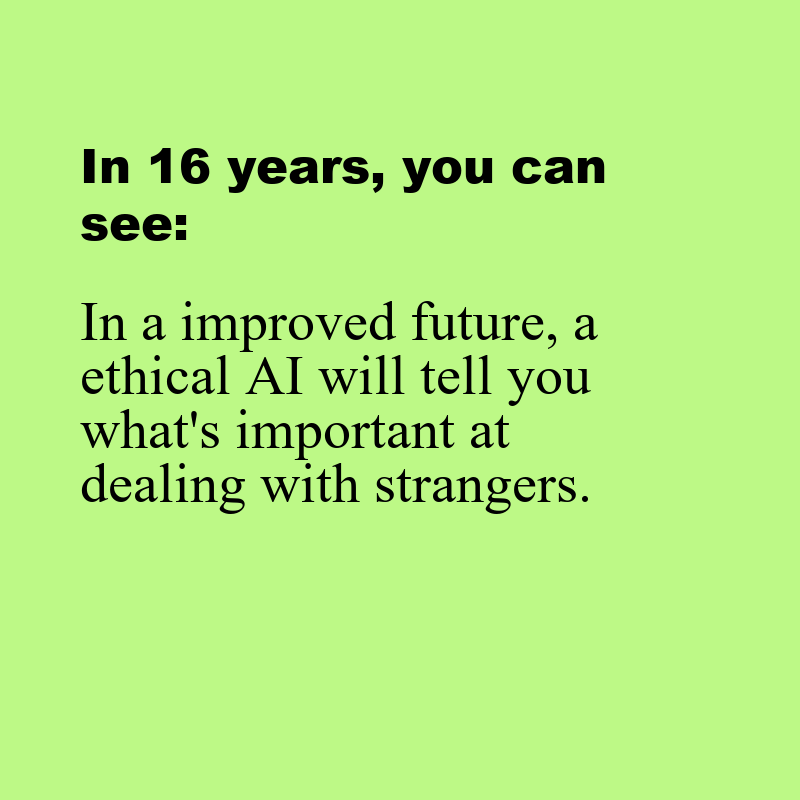 In 16 years, you can
see:
In a improved future, a
ethical AI will tell you
what's important at
dealing with strangers.